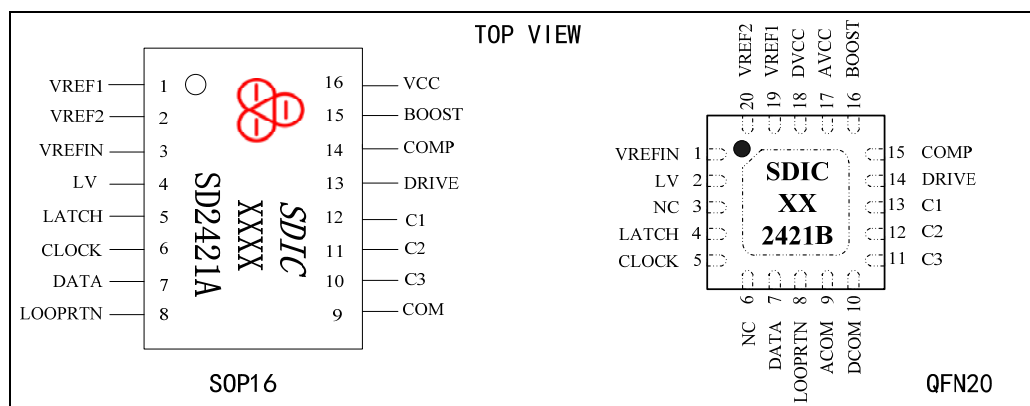 TOP VIEW
VREF1 1
VREF2 2
VREFIN 3
LV 4
LATCH 5
CLOCK 6
DATA 7
LOOPRTN 8
16 VCC
15 BOOST
14 COMP
13 DRIVE
12 C1
11 C2
10 C3
9 COM
SDIC
XXXX
SD2421A
SOP16
20 VREF2
19 VREF1
18 DVCC
17 AVCC
16 BOOST
VREFIN 1
LV 2
NC 3
LATCH 4
CLOCK 5
SDIC
XX
2421B
15 COMP
14 DRIVE
13 C1
12 C2
11 C3
6 NC
7 DATA
8 LOOPRTN
9 ACOM
10 DCOM
QFN20